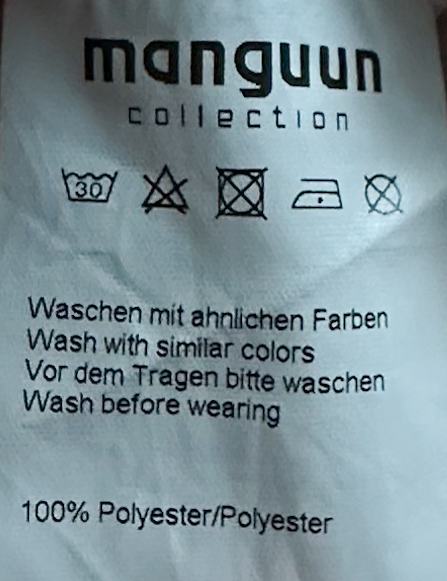 manguun
collection
30
Waschen mit ahnlichen Farben
Wash with similar colors
Vor dem Tragen bitte waschen
Wash before wearing
100% Polyester/Polyester